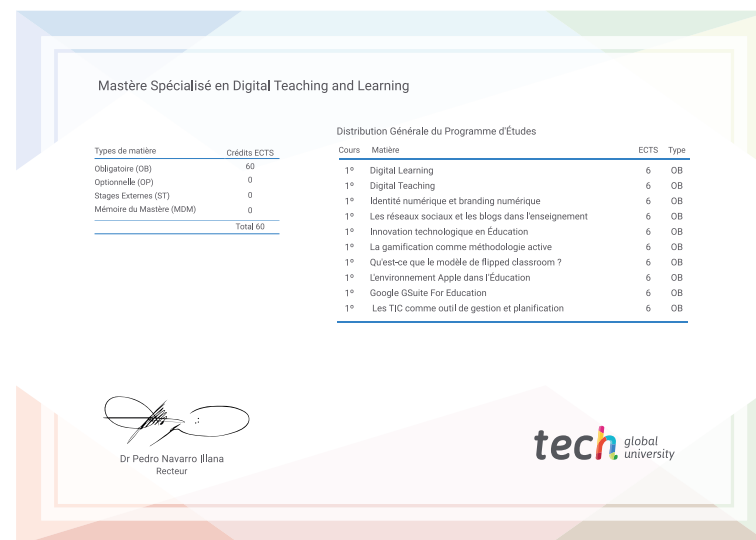 Mastère Spécialisé en Digital Teaching and Learning
Types de matière Crédits ECTS
Obligatoire (OB) 60
Optionnelle (OP) 0
Stages Externes (ST) 0
Mémoire du Mastère (MDM) 0
Total 60
Distribution Générale du Programme d'Études
Cours Matière ECTS Type
1º Digital Learning 6 OB
1º Digital Teaching 6 OB
1º Identité numérique et branding numérique 6 OB
1º Les réseaux sociaux et les blogs dans l'enseignement 6 OB
1º Innovation technologique en Éducation 6 OB
1º La gamification comme méthodologie active 6 OB
1º Qu'est-ce que le modèle de flipped classroom ? 6 OB
1º L'environnement Apple dans l'Éducation 6 OB
1º Google GSuite For Education 6 OB
1º Les TIC comme outil de gestion et planification 6 OB
Dr Pedro Navarro Illana
Recteur
tech global
university